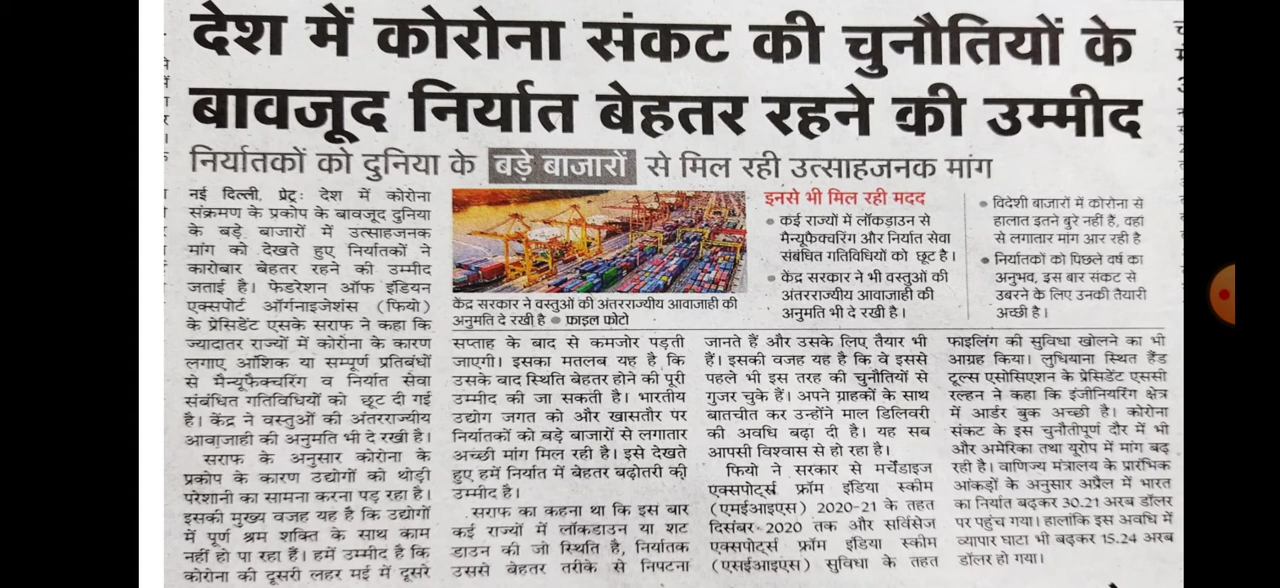 देश में कोरोना संकट की चुनौतियों के
बावजूद निर्यात बेहतर रहने की उम्मीद
निर्यातकों को दुनिया के बड़े बाजारों से मिल रही उत्साहजनक मांग
नई दिल्ली, प्रेट्र: देश में कोरोना
संक्रमण के प्रकोप के बावजूद दुनिया
के बड़े बाजारों में उत्साहजनक
मांग को देखते हुए निर्यातकों ने
कारोबार बेहतर रहने की उम्मीद
जताई है। फेडरेशन ऑफ इंडियन
एक्सपोर्ट ऑर्गनाइजेशंस (फियो)
के प्रेसिडेंट एसके सराफ ने कहा कि
ज्यादातर राज्यों में कोरोना के कारण
लगाए आंशिक या सम्पूर्ण प्रतिबंधों
से मैन्यूफैक्चरिंग व निर्यात सेवा
संबंधित गतिविधियों को छूट दी गई
है। केंद्र ने वस्तुओं की अंतरराज्यीय
आवाजाही की अनुमति भी दे रखी है।
सराफ के अनुसार कोरोना के
प्रकोप के कारण उद्योगों को थोड़ी
परेशानी का सामना करना पड़ रहा है।
इसकी मुख्य वजह यह है कि उद्योगों
में पूर्ण श्रम शक्ति के साथ काम
नहीं हो पा रहा हैं। हमें उम्मीद है कि
कोरोना की दूसरी लहर मई में दूसरे
केंद्र सरकार ने वस्तुओं की अंतरराज्यीय आवाजाही की
अनुमति दे रखी है ● फ़ाइल फोटो
सप्ताह के बाद से कमजोर पड़ती
जाएगी। इसका मतलब यह है कि
उसके बाद स्थिति बेहतर होने की पूरी
उम्मीद की जा सकती है। भारतीय
उद्योग जगत को और खासतौर पर
निर्यातकों को बड़े बाजारों से लगातार
अच्छी मांग मिल रही है। इसे देखते
हुए हमें निर्यात में बेहतर बढ़ोतरी की
उम्मीद है।
सराफ का कहना था कि इस बार
कई राज्यों में लॉकडाउन या शट
डाउन की जो स्थिति है, निर्यातक
उससे बेहतर तरीके से निपटना
इनसे भी मिल रही मदद
● कई राज्यों में लॉकडाउन से
मैन्यूफैक्चरिंग और निर्यात सेवा
संबंधित गतिविधियों को छूट है।
● केंद्र सरकार ने भी वस्तुओं की
अंतरराज्यीय आवाजाही की
अनुमति भी दे रखी है।
● विदेशी बाजारों में कोरोना से
हालात इतने बुरे नहीं हैं, वहां
से लगातार मांग आ रही है
● निर्यातकों को पिछले वर्ष का
अनुभव, इस बार संकट से
उबरने के लिए उनकी तैयारी
अच्छी है।
जानते हैं और उसके लिए तैयार भी
हैं। इसकी वजह यह है कि वे इससे
पहले भी इस तरह की चुनौतियों से
गुजर चुके हैं। अपने ग्राहकों के साथ
बातचीत कर उन्होंने माल डिलिवरी
की अवधि बढ़ा दी है। यह सब
आपसी विश्वास से हो रहा है।
फियो ने सरकार से मर्चेंडाइज
एक्सपोर्ट्स फ्रॉम इंडिया स्कीम
(एमईआइएस) 2020-21 के तहत
दिसंबर-2020 तक और सर्विसेज
एक्सपोर्ट्स फ्रॉम इंडिया स्कीम
(एसईआइएस) सुविधा के तहत
फाइलिंग की सुविधा खोलने का भी
आग्रह किया। लुधियाना स्थित हैंड
टूल्स एसोसिएशन के प्रेसिडेंट एससी
रल्हन ने कहा कि इंजीनियरिंग क्षेत्र
में आर्डर बुक अच्छी है। कोरोना
संकट के इस चुनौतीपूर्ण दौर में भी
और अमेरिका तथा यूरोप में मांग बढ़
रही है। वाणिज्य मंत्रालय के प्रारंभिक
आंकड़ों के अनुसार अप्रैल में भारत
का निर्यात बढ़कर 30.21 अरब डॉलर
पर पहुंच गया। हालांकि इस अवधि में
व्यापार घाटा भी बढ़कर 15.24 अरब
डॉलर हो गया।